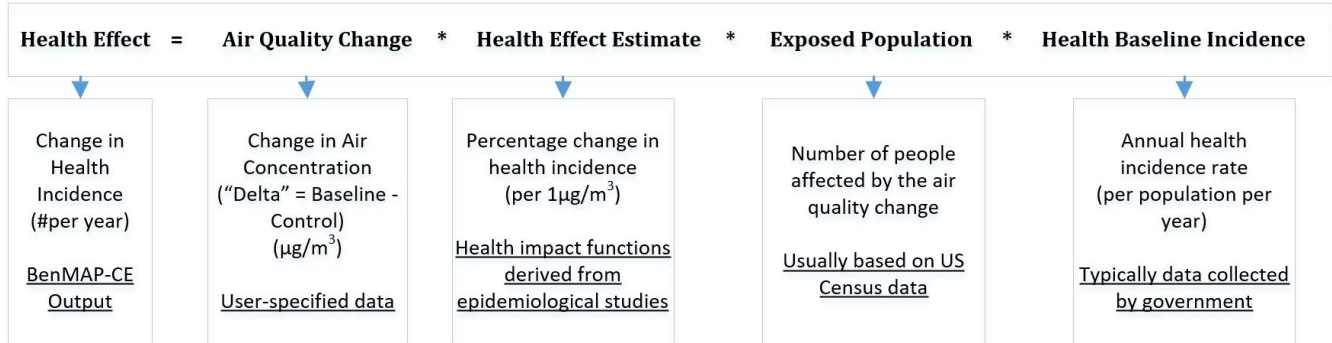 Health Effect = Air Quality Change * Health Effect Estimate * Exposed Population * Health Baseline Incidence
Change in
Health
Incidence
(#per year)
BenMAP-CE
Output
Change in Air
Concentration
(“Delta” = Baseline -
Control)
(µg/m³)
User-specified data
Percentage change in
health incidence
(per 1µg/m³)
Health impact functions
derived from
epidemiological studies
Number of people
affected by the air
quality change
Usually based on US
Census data
Annual health
incidence rate
(per population per
year)
Typically data collected
by government